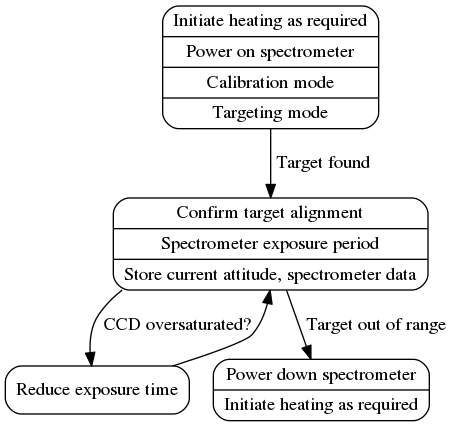 Initiate heating as required
Power on spectrometer
Calibration mode
Targeting mode
Target found
Confirm target alignment
Spectrometer exposure period
Store current attitude, spectrometer data
CCD oversaturated?
Target out of range
Reduce exposure time
Power down spectrometer
Initiate heating as required